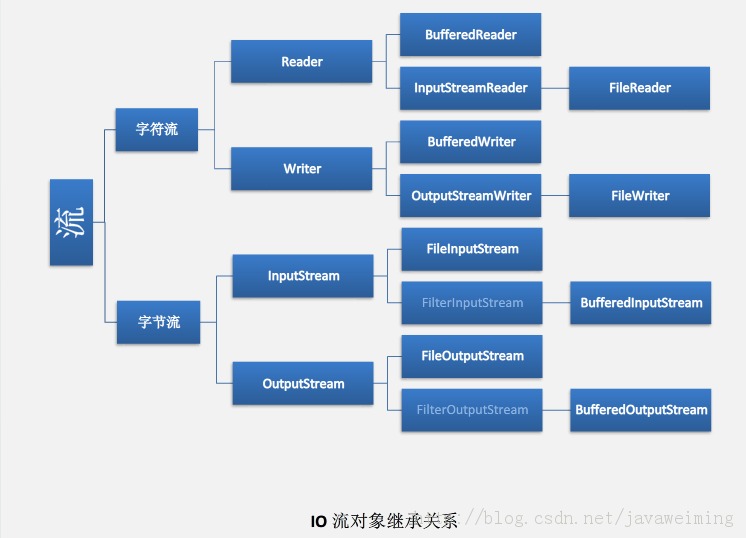 流
字符流
Reader
BufferedReader
InputStreamReader
FileReader
Writer
BufferedWriter
OutputStreamWriter
FileWriter
字节流
InputStream
FileInputStream
FilterInputStream
BufferedInputStream
OutputStream
FileOutputStream
FilterOutputStream
BufferedOutputStream
IO 流对象继承关系
//blog.csdn.net/javaweiming